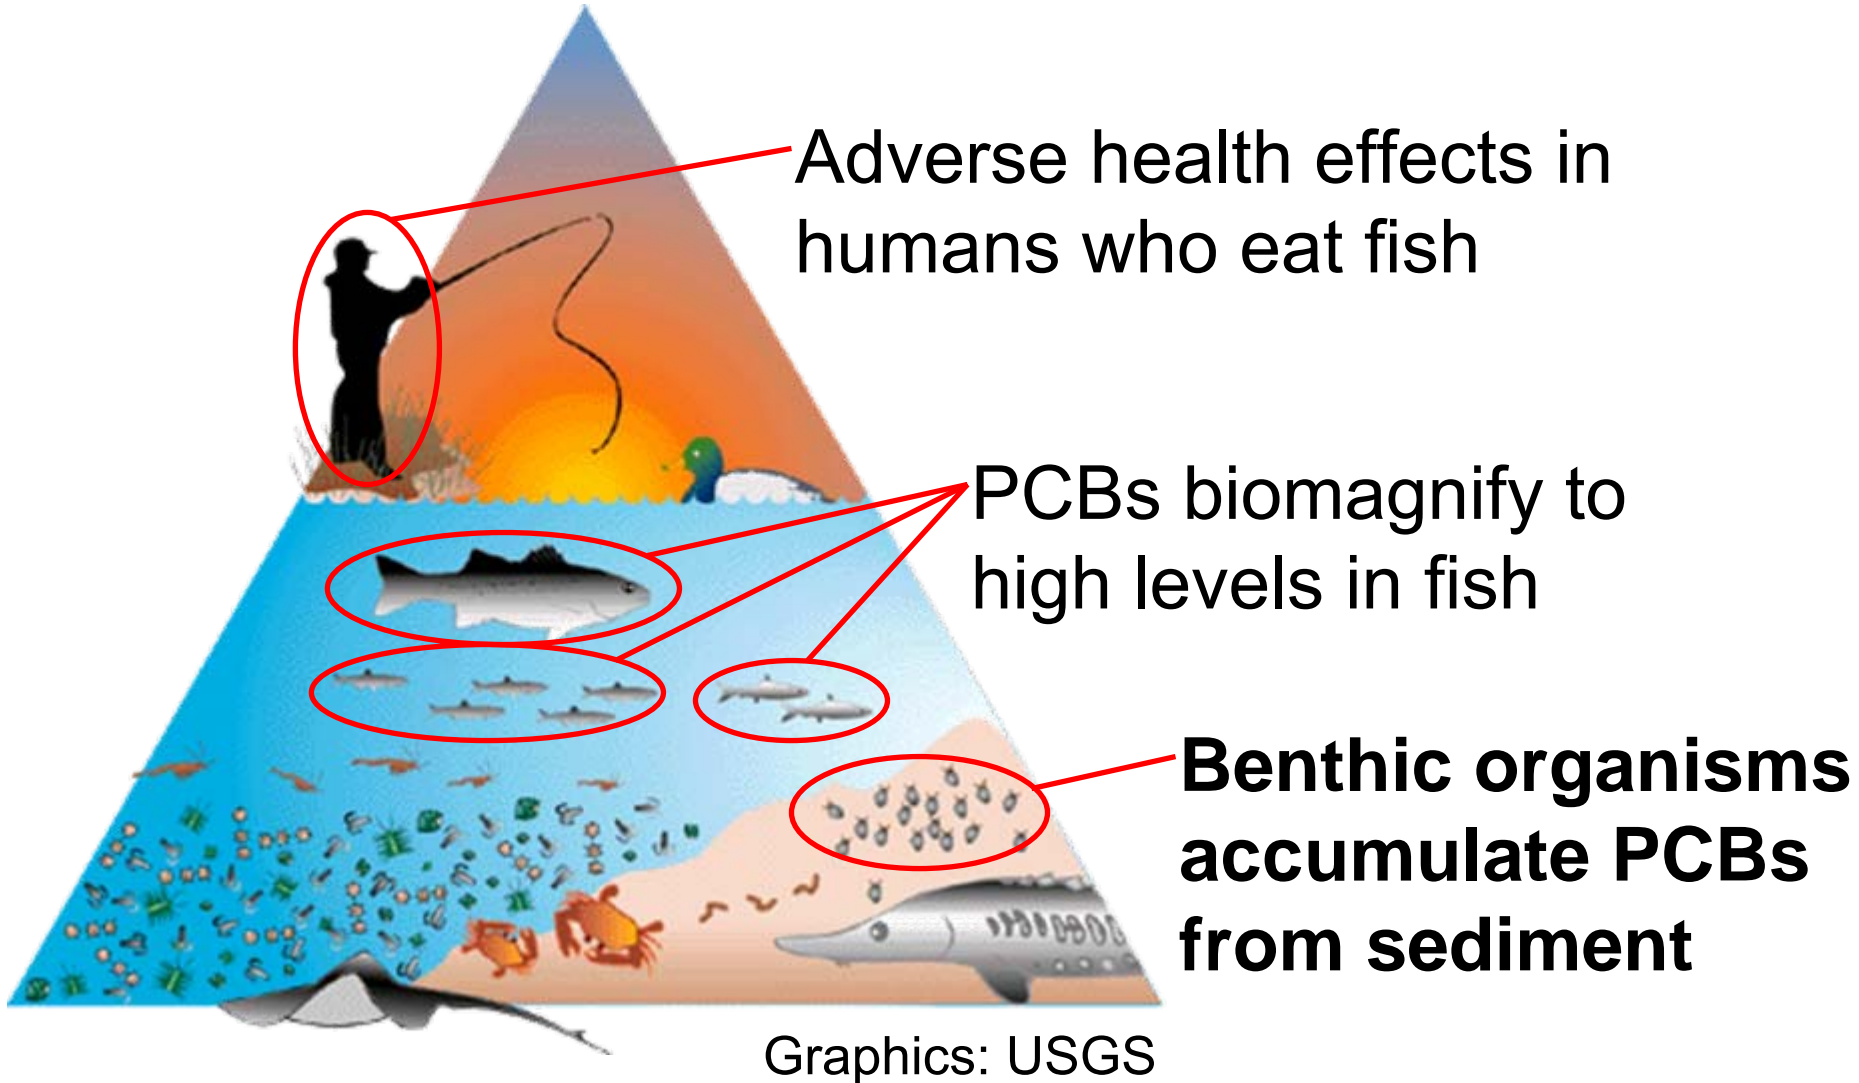 Adverse health effects in
humans who eat fish
PCBs biomagnify to
high levels in fish
Benthic organisms
accumulate PCBs
from sediment
Graphics: USGS